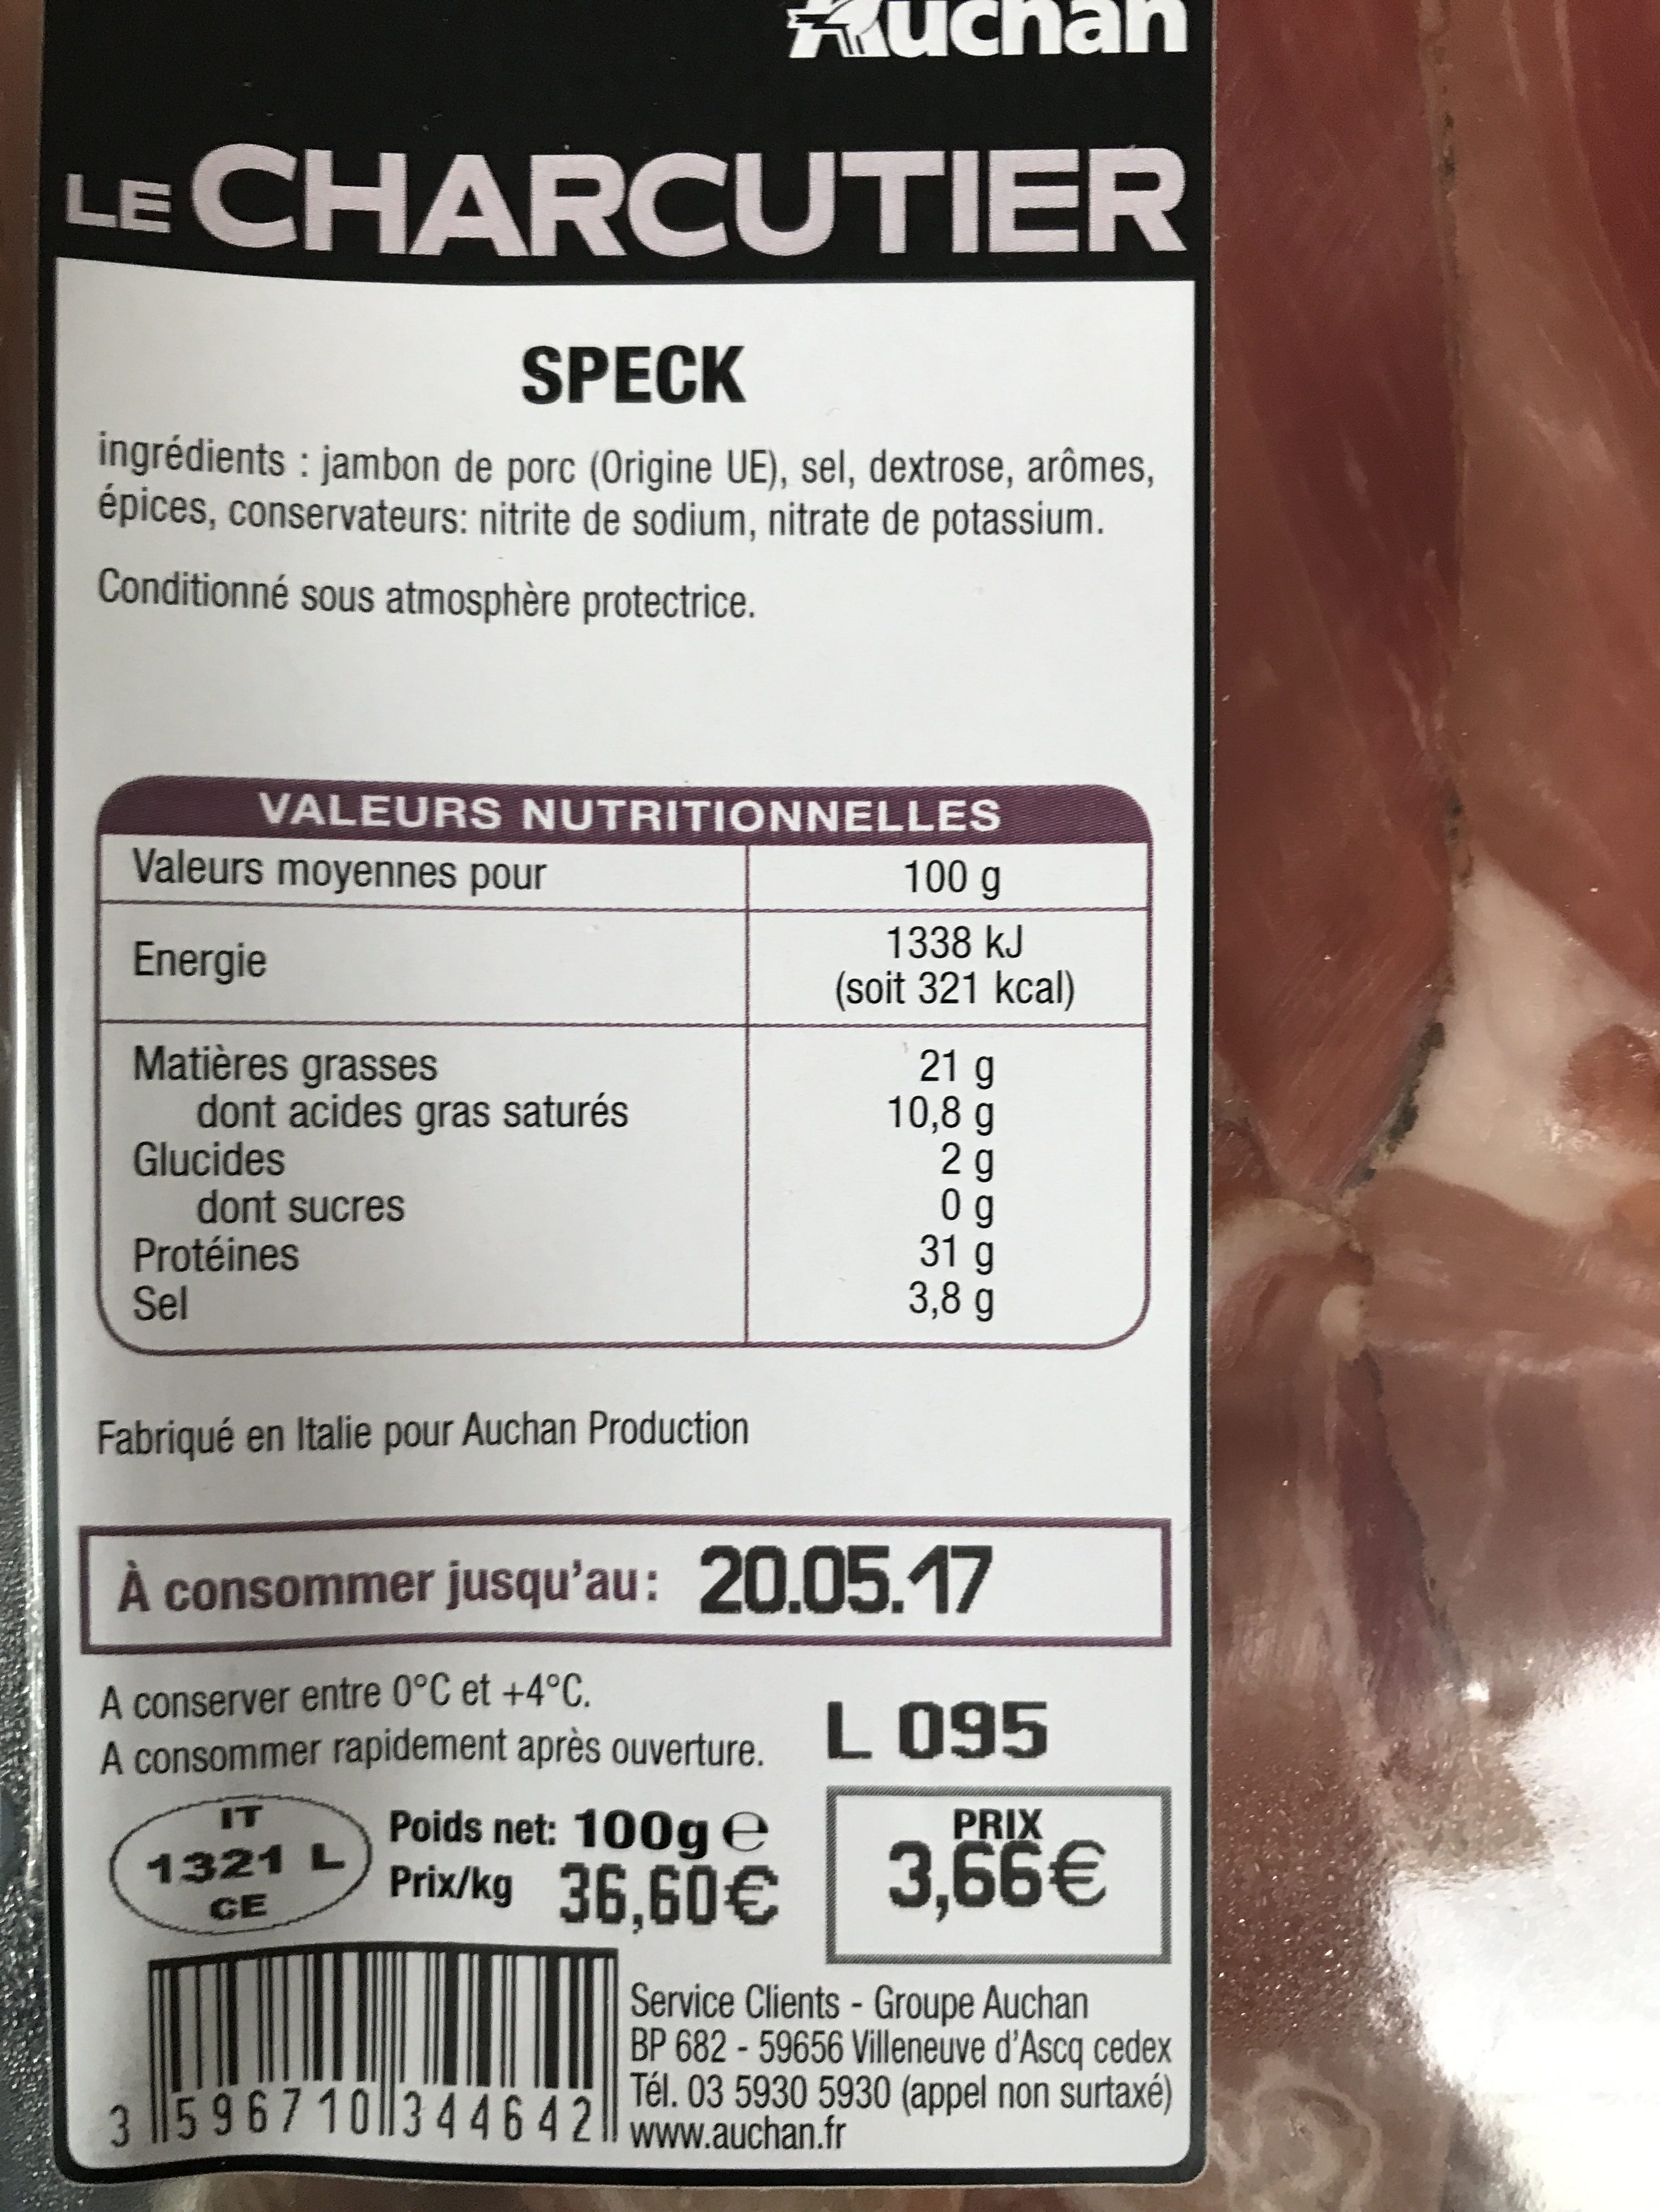 Auchan
LE CHARCUTIER
SPECK
ingrédients : jambon de porc (Origine UE), sel, dextrose, arômes,
épices, conservateurs: nitrite de sodium, nitrate de potassium.
Conditionné sous atmosphère protectrice.
VALEURS NUTRITIONNELLES
Valeurs moyennes pour 100 g
Energie 1338 kJ
(soit 321 kcal)
Matières grasses 21 g
dont acides gras saturés 10,8 g
Glucides 2 g
dont sucres 0 g
Protéines 31 g
Sel 3,8 g
Fabriqué en Italie pour Auchan Production
À consommer jusqu'au: 20.05.17
A conserver entre 0°C et +4°C.
A consommer rapidement après ouverture.
L 095
IT
1321 L
CE
Poids net: 100g e
Prix/kg 36,60€
PRIX
3,66€
3 596710 344642
Service Clients - Groupe Auchan
BP 682 - 59656 Villeneuve d'Ascq cedex
Tél. 03 5930 5930 (appel non surtaxé)
www.auchan.fr